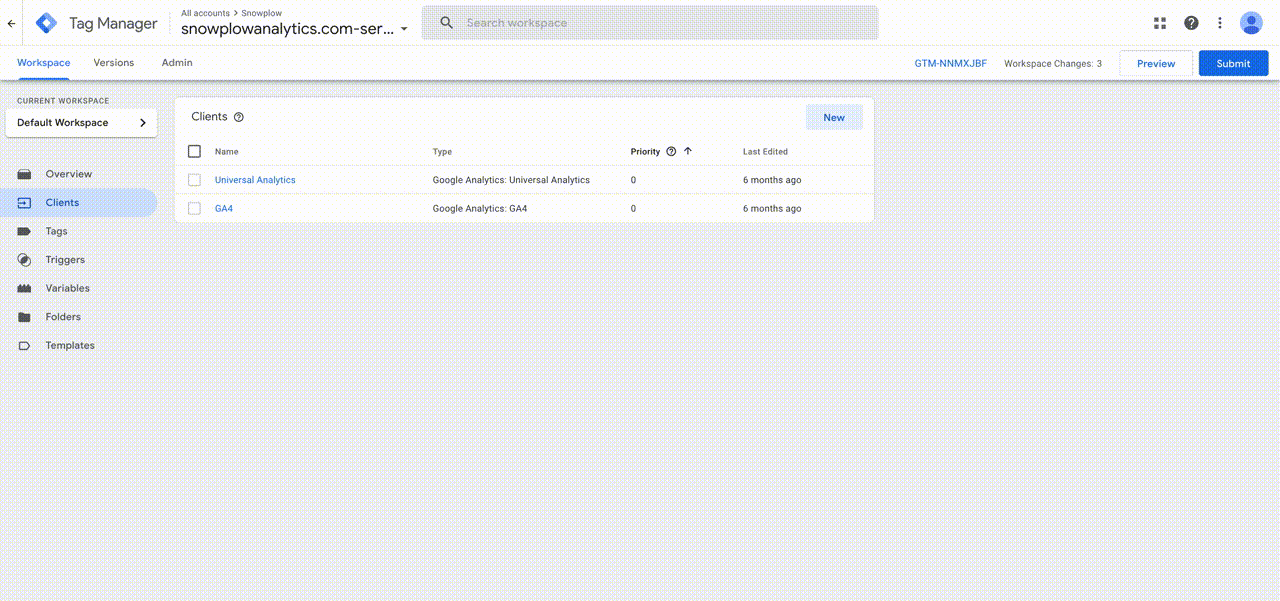 Tag Manager
All accounts > Snowplow
snowplowanalytics.com-ser...
Search workspace
Workspace
Versions
Admin
GTM-NNMXJBF
Workspace Changes: 3
Preview
Submit
CURRENT WORKSPACE
Default Workspace
Overview
Clients
Tags
Triggers
Variables
Folders
Templates
Clients
New
Name Type Priority Last Edited
Universal Analytics Google Analytics: Universal Analytics 0 6 months ago
GA4 Google Analytics: GA4 0 6 months ago